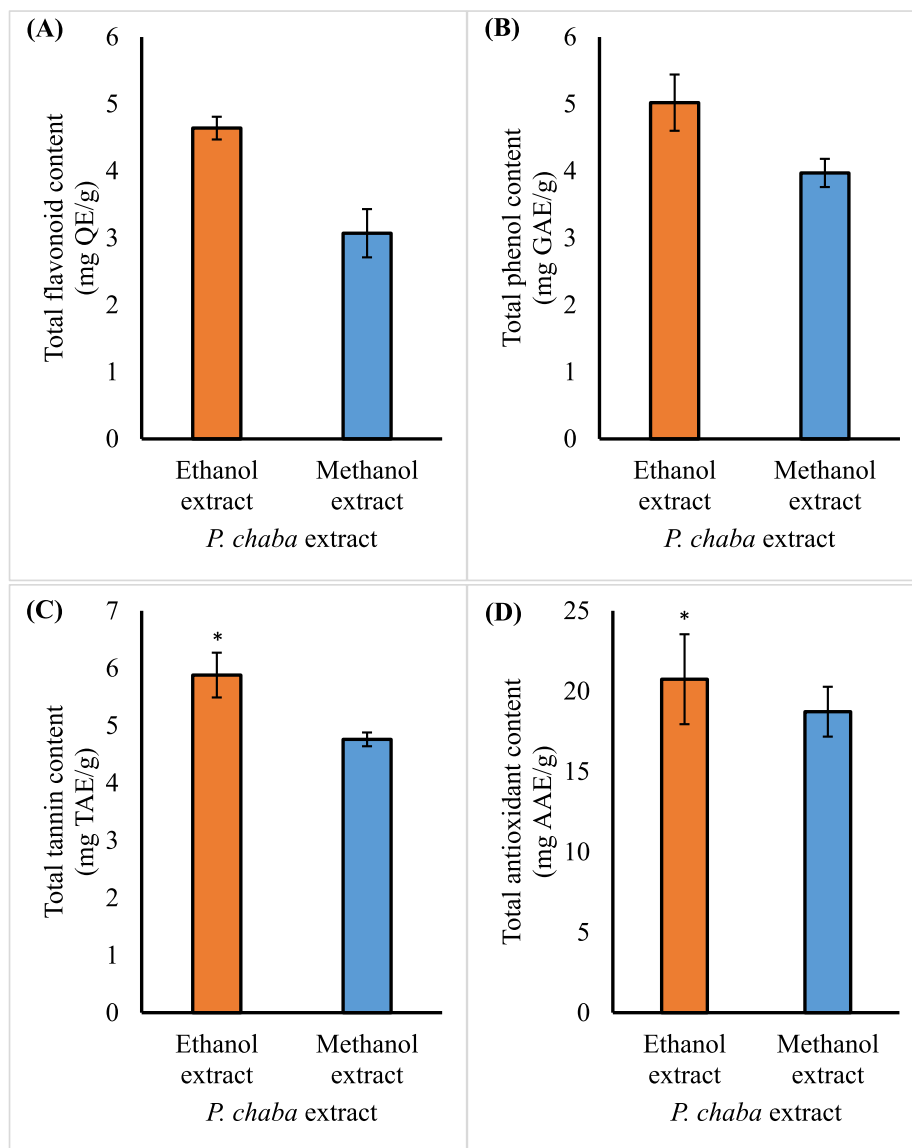 (A)
Total flavonoid content
(mg QE/g)
6
5
4
3
2
1
0
Ethanol
extract
Methanol
extract
P. chaba extract
(B)
Total phenol content
(mg GAE/g)
6
5
4
3
2
1
0
Ethanol
extract
Methanol
extract
P. chaba extract
(C)
Total tannin content
(mg TAE/g)
7
6
5
4
3
2
1
0
*
Ethanol
extract
Methanol
extract
P. chaba extract
(D)
Total antioxidant content
(mg AAE/g)
25
20
15
10
5
0
*
Ethanol
extract
Methanol
extract
P. chaba extract